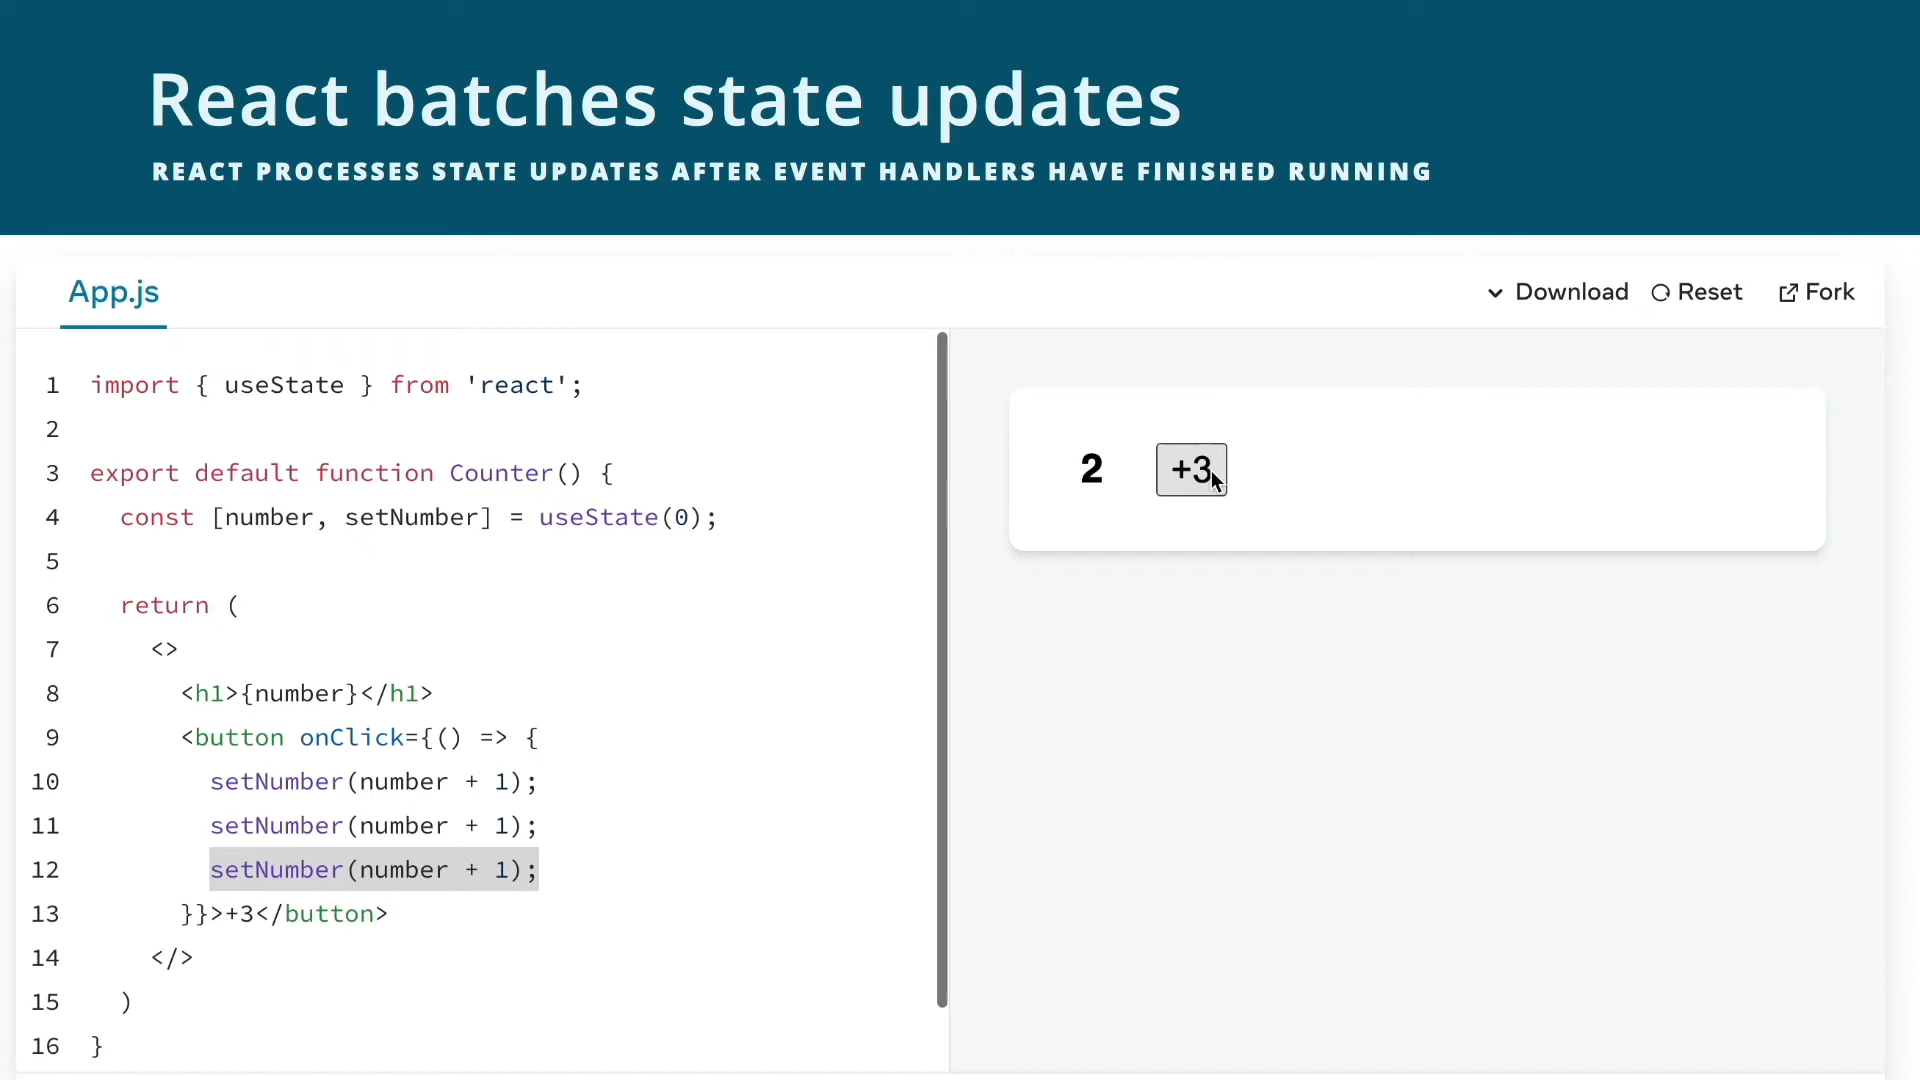 React batches state updates
REACT PROCESSES STATE UPDATES AFTER EVENT HANDLERS HAVE FINISHED RUNNING
App.js
Download Reset Fork
1 import { useState } from 'react';
2
3 export default function Counter() {
4 const [number, setNumber] = useState(0);
5
6 return (
7 <>
8 <h1>{number}</h1>
9 <button onClick={() => {
10 setNumber(number + 1);
11 setNumber(number + 1);
12 setNumber(number + 1);
13 }}>+3</button>
14 </>
15 )
16 }
2 +3